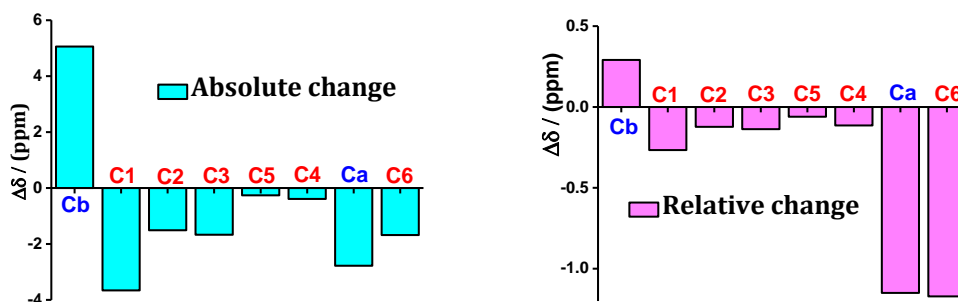 6
4
2
0
-2
-4
Δδ / (ppm)
Absolute change
Cb
C1 C2 C3 C5 C4 Ca C6
0.5
0.0
-0.5
-1.0
Δδ / (ppm)
Relative change
Cb
C1 C2 C3 C5 C4 Ca C6